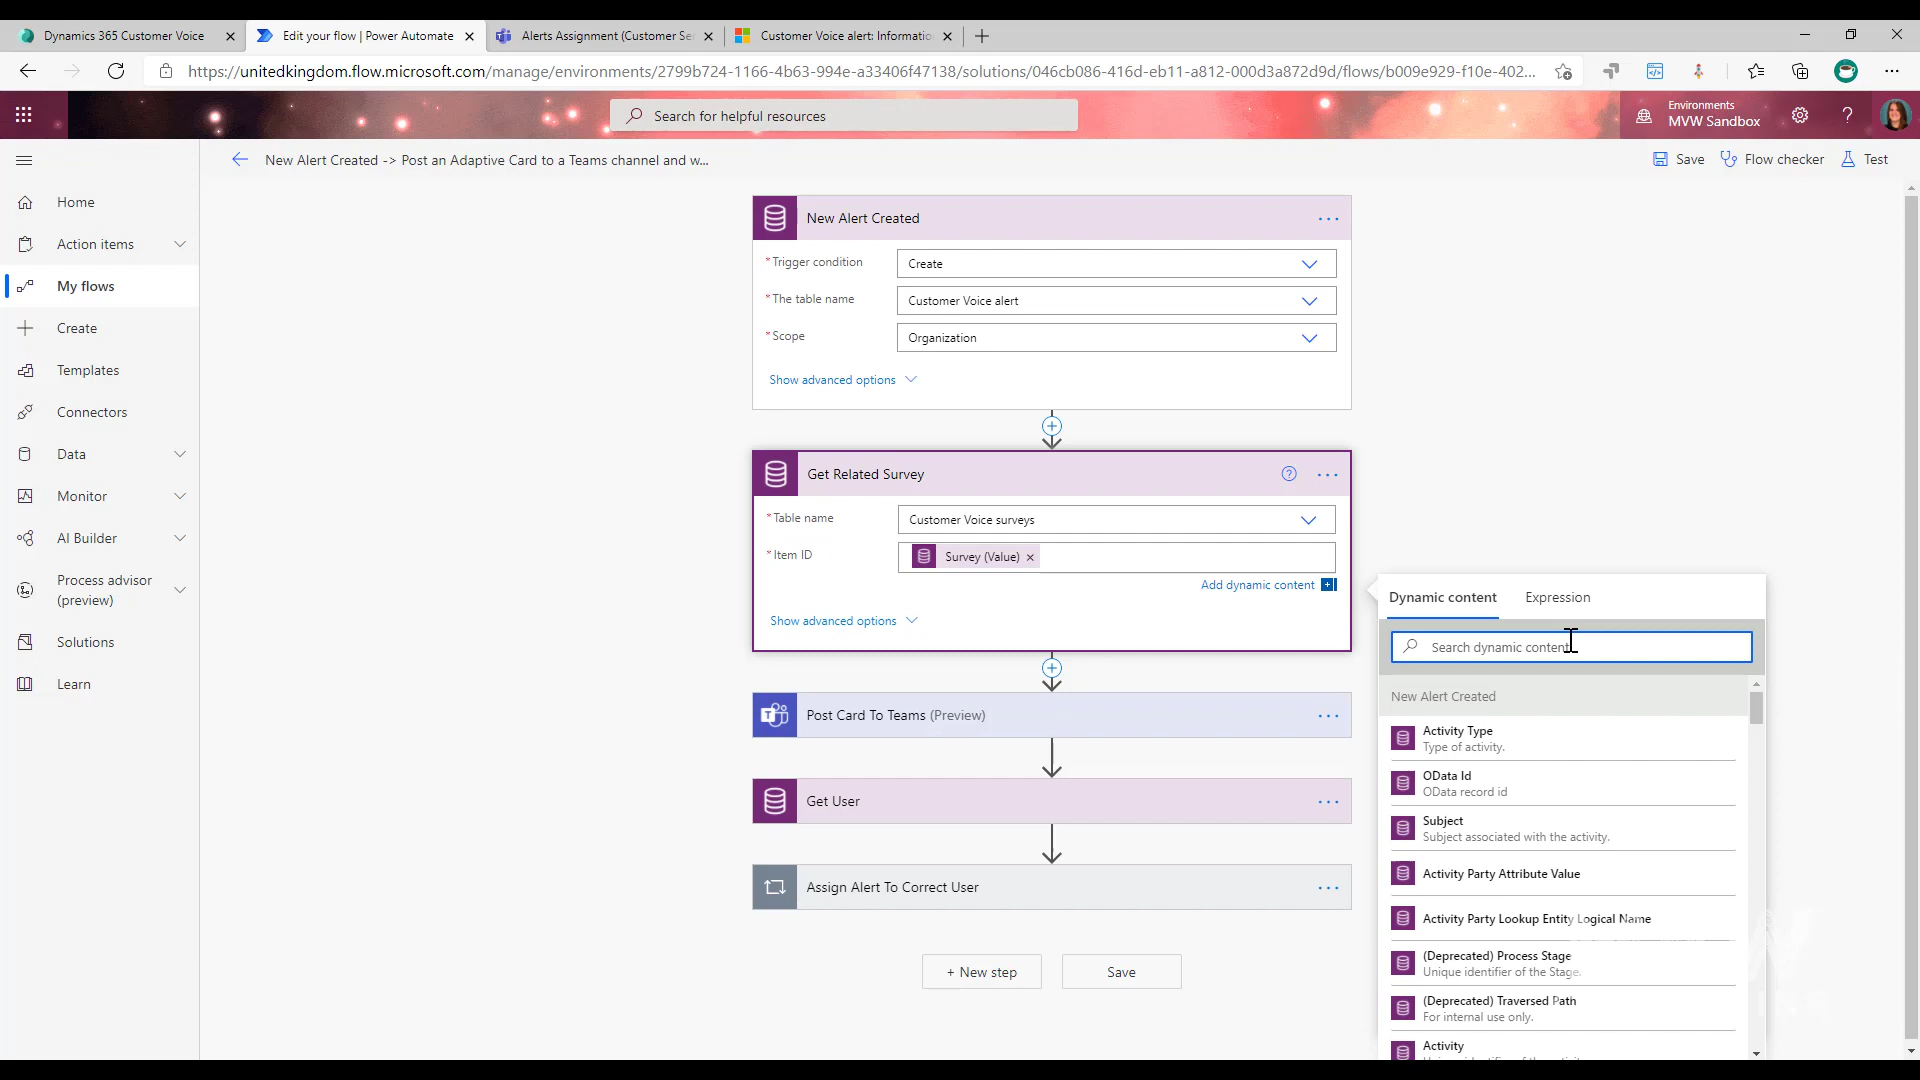 Dynamics 365 Customer Voice
Edit your flow | Power Automate
Alerts Assignment (Customer Se
Customer Voice alert: Informatio
https://unitedkingdom.flow.microsoft.com/manage/environments/2799b724-1166-4b63-994e-a33406f47138/solutions/046cb086-416d-eb11-a812-000d3a872d9d/flows/b009e929-f10e-402...
Search for helpful resources
Environments
MVW Sandbox
New Alert Created -> Post an Adaptive Card to a Teams channel and w...
Save
Flow checker
Test
Home
Action items
My flows
Create
Templates
Connectors
Data
Monitor
AI Builder
Process advisor
(preview)
Solutions
Learn
New Alert Created
* Trigger condition
Create
* The table name
Customer Voice alert
* Scope
Organization
Show advanced options
Get Related Survey
* Table name
Customer Voice surveys
* Item ID
Survey (Value) ×
Add dynamic content
Show advanced options
Post Card To Teams (Preview)
Get User
Assign Alert To Correct User
+ New step
Save
Dynamic content
Expression
Search dynamic content
New Alert Created
Activity Type
Type of activity.
OData Id
OData record id
Subject
Subject associated with the activity.
Activity Party Attribute Value
Activity Party Lookup Entity Logical Name
(Deprecated) Process Stage
Unique identifier of the Stage.
(Deprecated) Traversed Path
For internal use only.
Activity